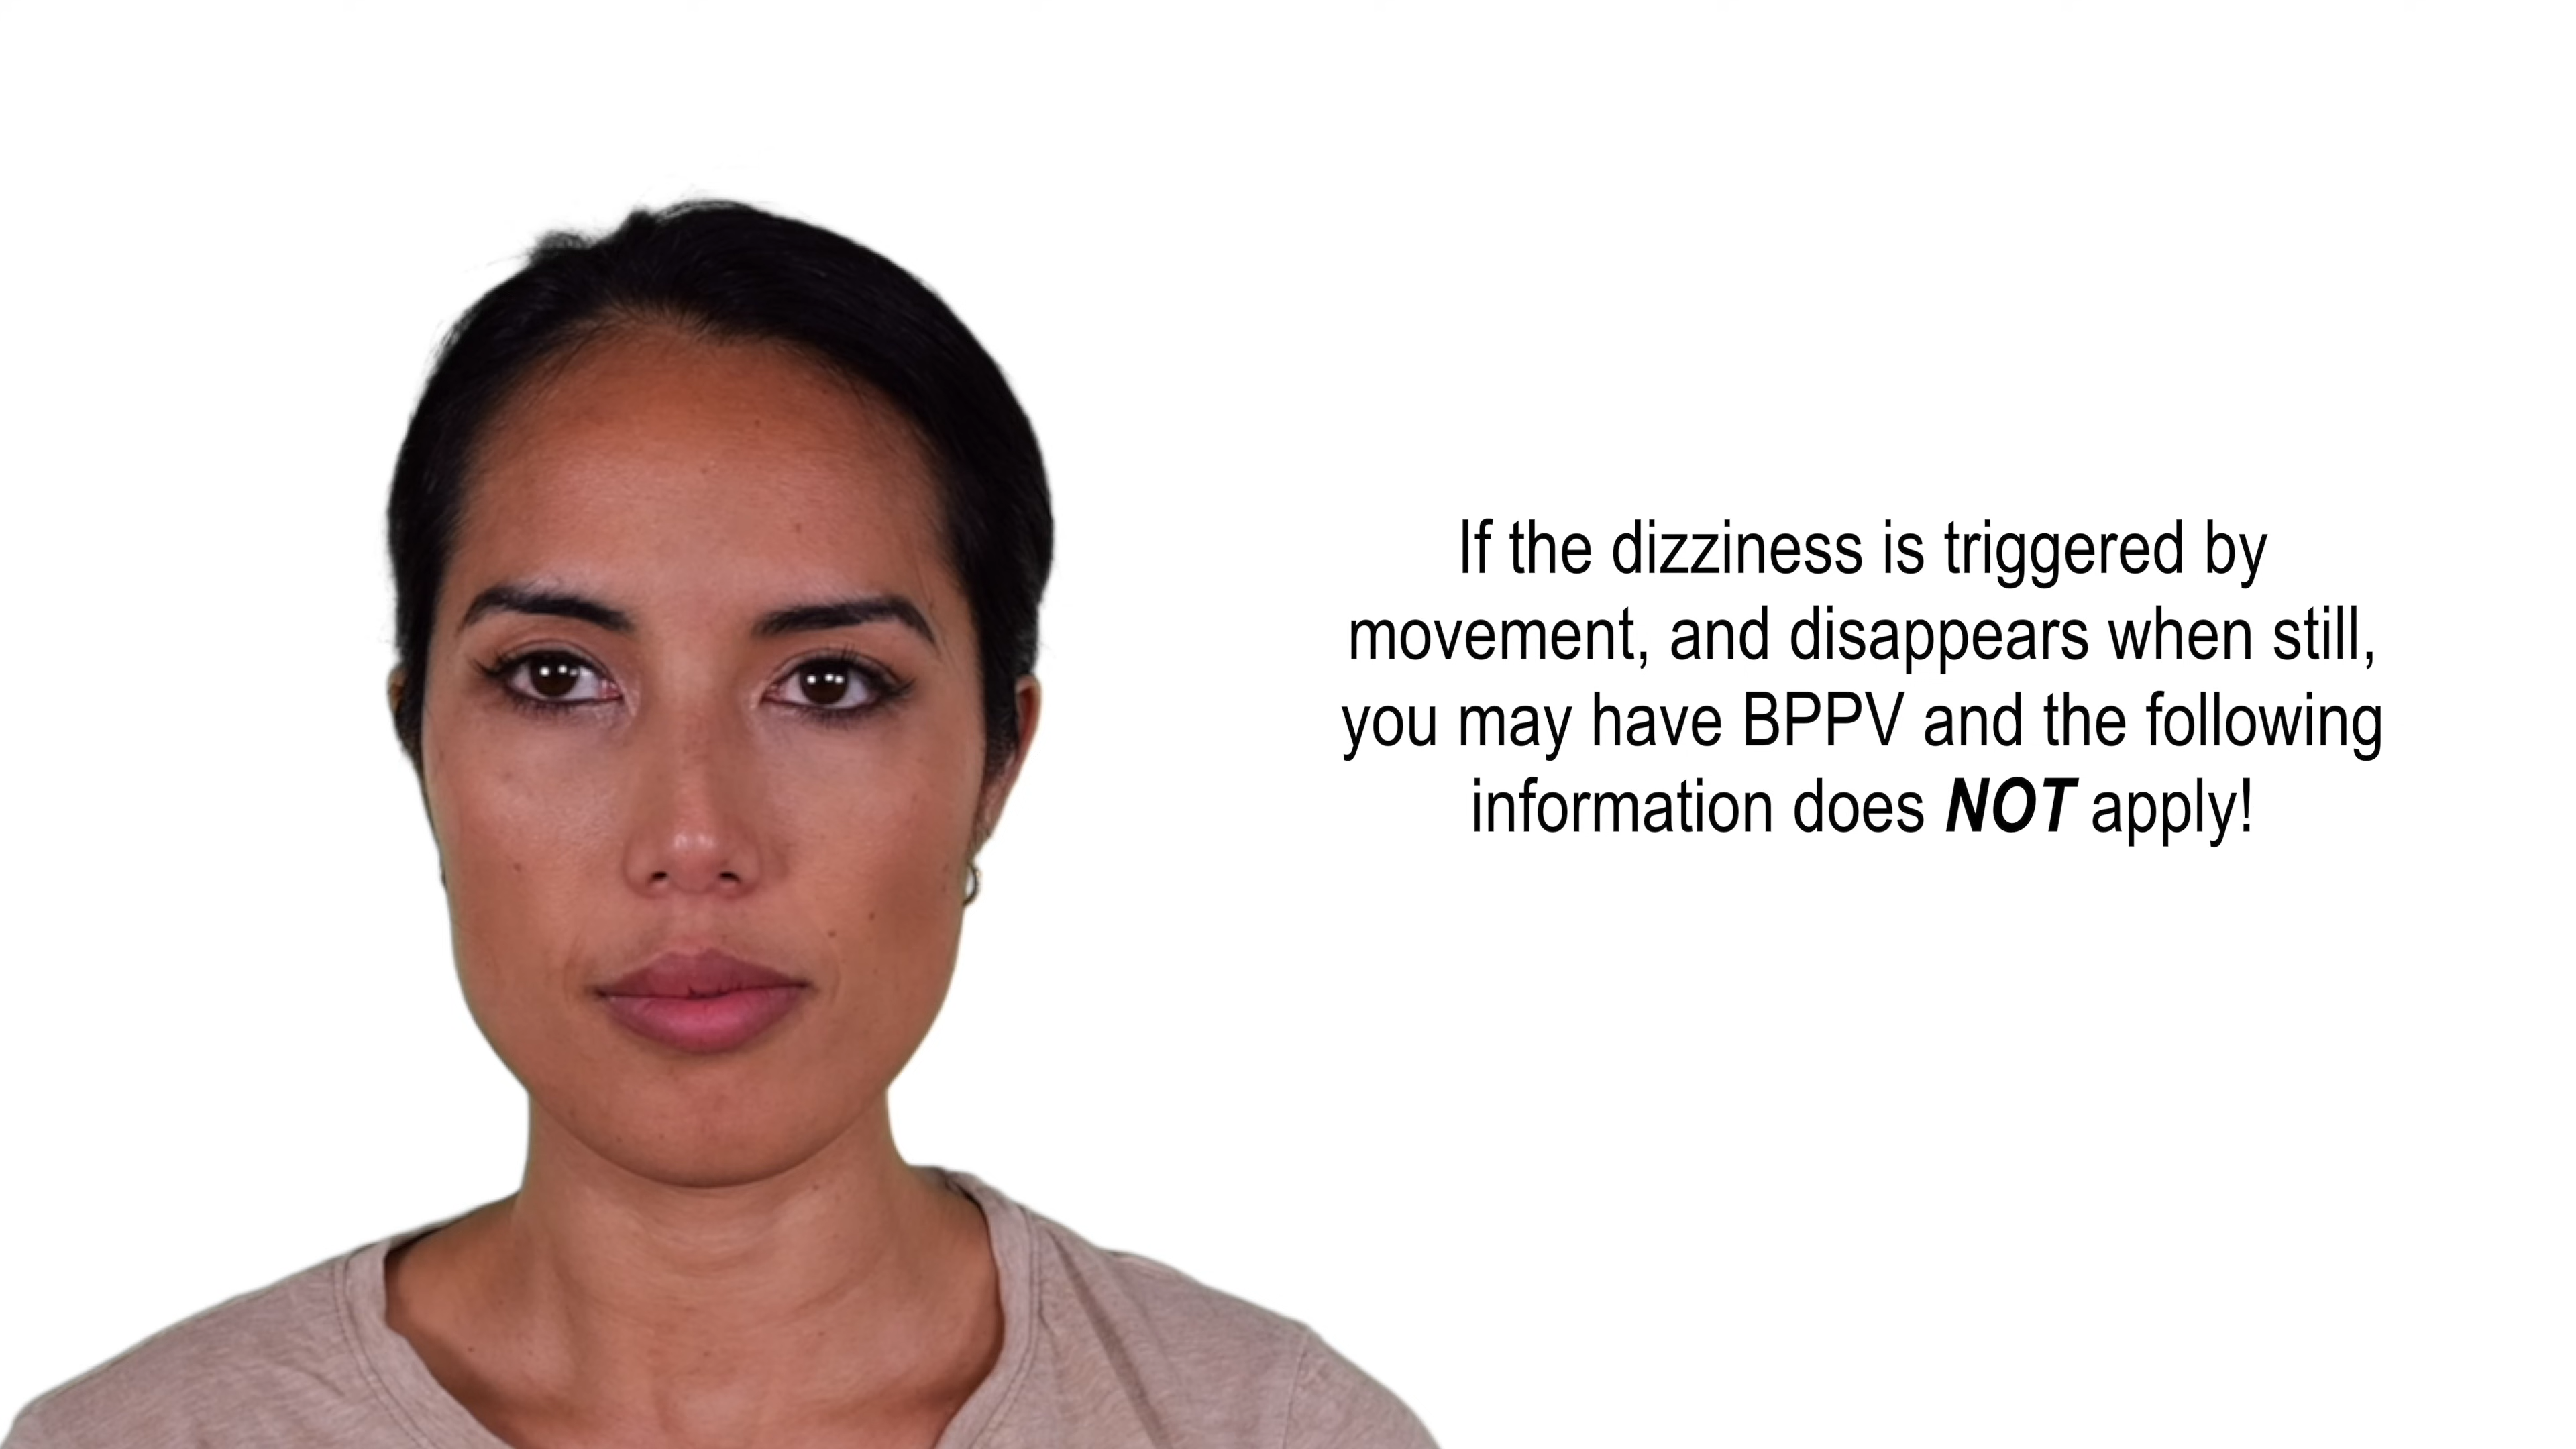 If the dizziness is triggered by
movement, and disappears when still,
you may have BPPV and the following
information does NOT apply!